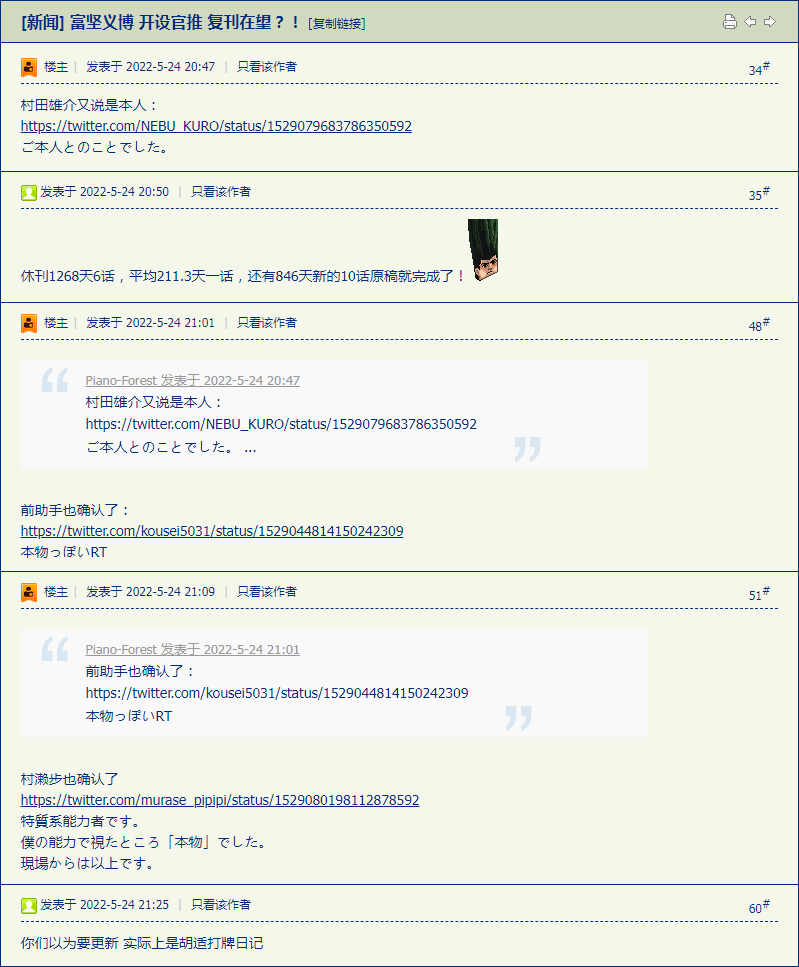 [新闻] 富坚义博 开设官推 复刊在望？！ [复制链接]
楼主 | 发表于 2022-5-24 20:47 | 只看该作者
34#
村田雄介又说是本人：
https://twitter.com/NEBU_KURO/status/1529079683786350592
ご本人とのことでした。
发表于 2022-5-24 20:50 | 只看该作者
35#
休刊1268天6话，平均211.3天一话，还有846天新的10话原稿就完成了！
楼主 | 发表于 2022-5-24 21:01 | 只看该作者
48#
Piano-Forest 发表于 2022-5-24 20:47
村田雄介又说是本人：
https://twitter.com/NEBU_KURO/status/1529079683786350592
ご本人とのことでした。 ...
前助手也确认了：
https://twitter.com/kousei5031/status/1529044814150242309
本物っぽいRT
楼主 | 发表于 2022-5-24 21:09 | 只看该作者
51#
Piano-Forest 发表于 2022-5-24 21:01
前助手也确认了：
https://twitter.com/kousei5031/status/1529044814150242309
本物っぽいRT
村濑步也确认了
https://twitter.com/murase_pipipi/status/1529080198112878592
特質系能力者です。
僕の能力で視たところ「本物」でした。
現場からは以上です。
发表于 2022-5-24 21:25 | 只看该作者
60#
你们以为要更新 实际上是胡适打牌日记